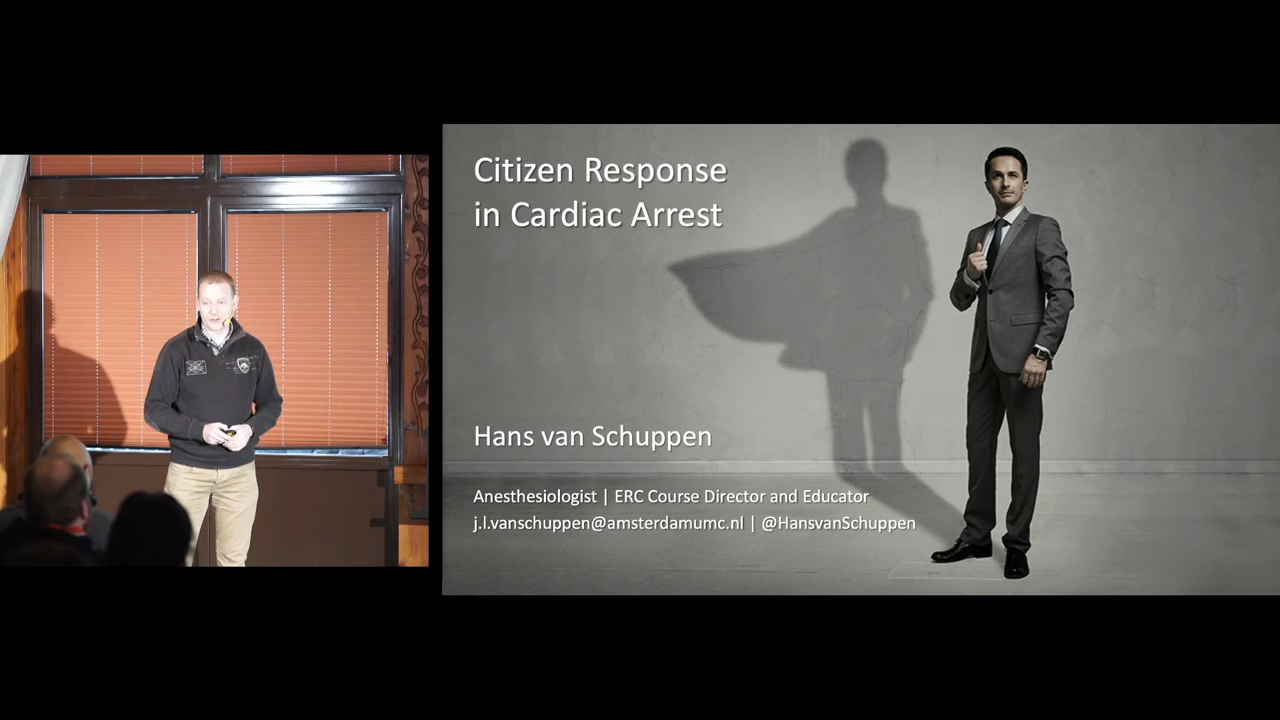 Citizen Response
in Cardiac Arrest
Hans van Schuppen
Anesthesiologist | ERC Course Director and Educator
j.l.vanschuppen@amsterdamumc.nl | @HansvanSchuppen